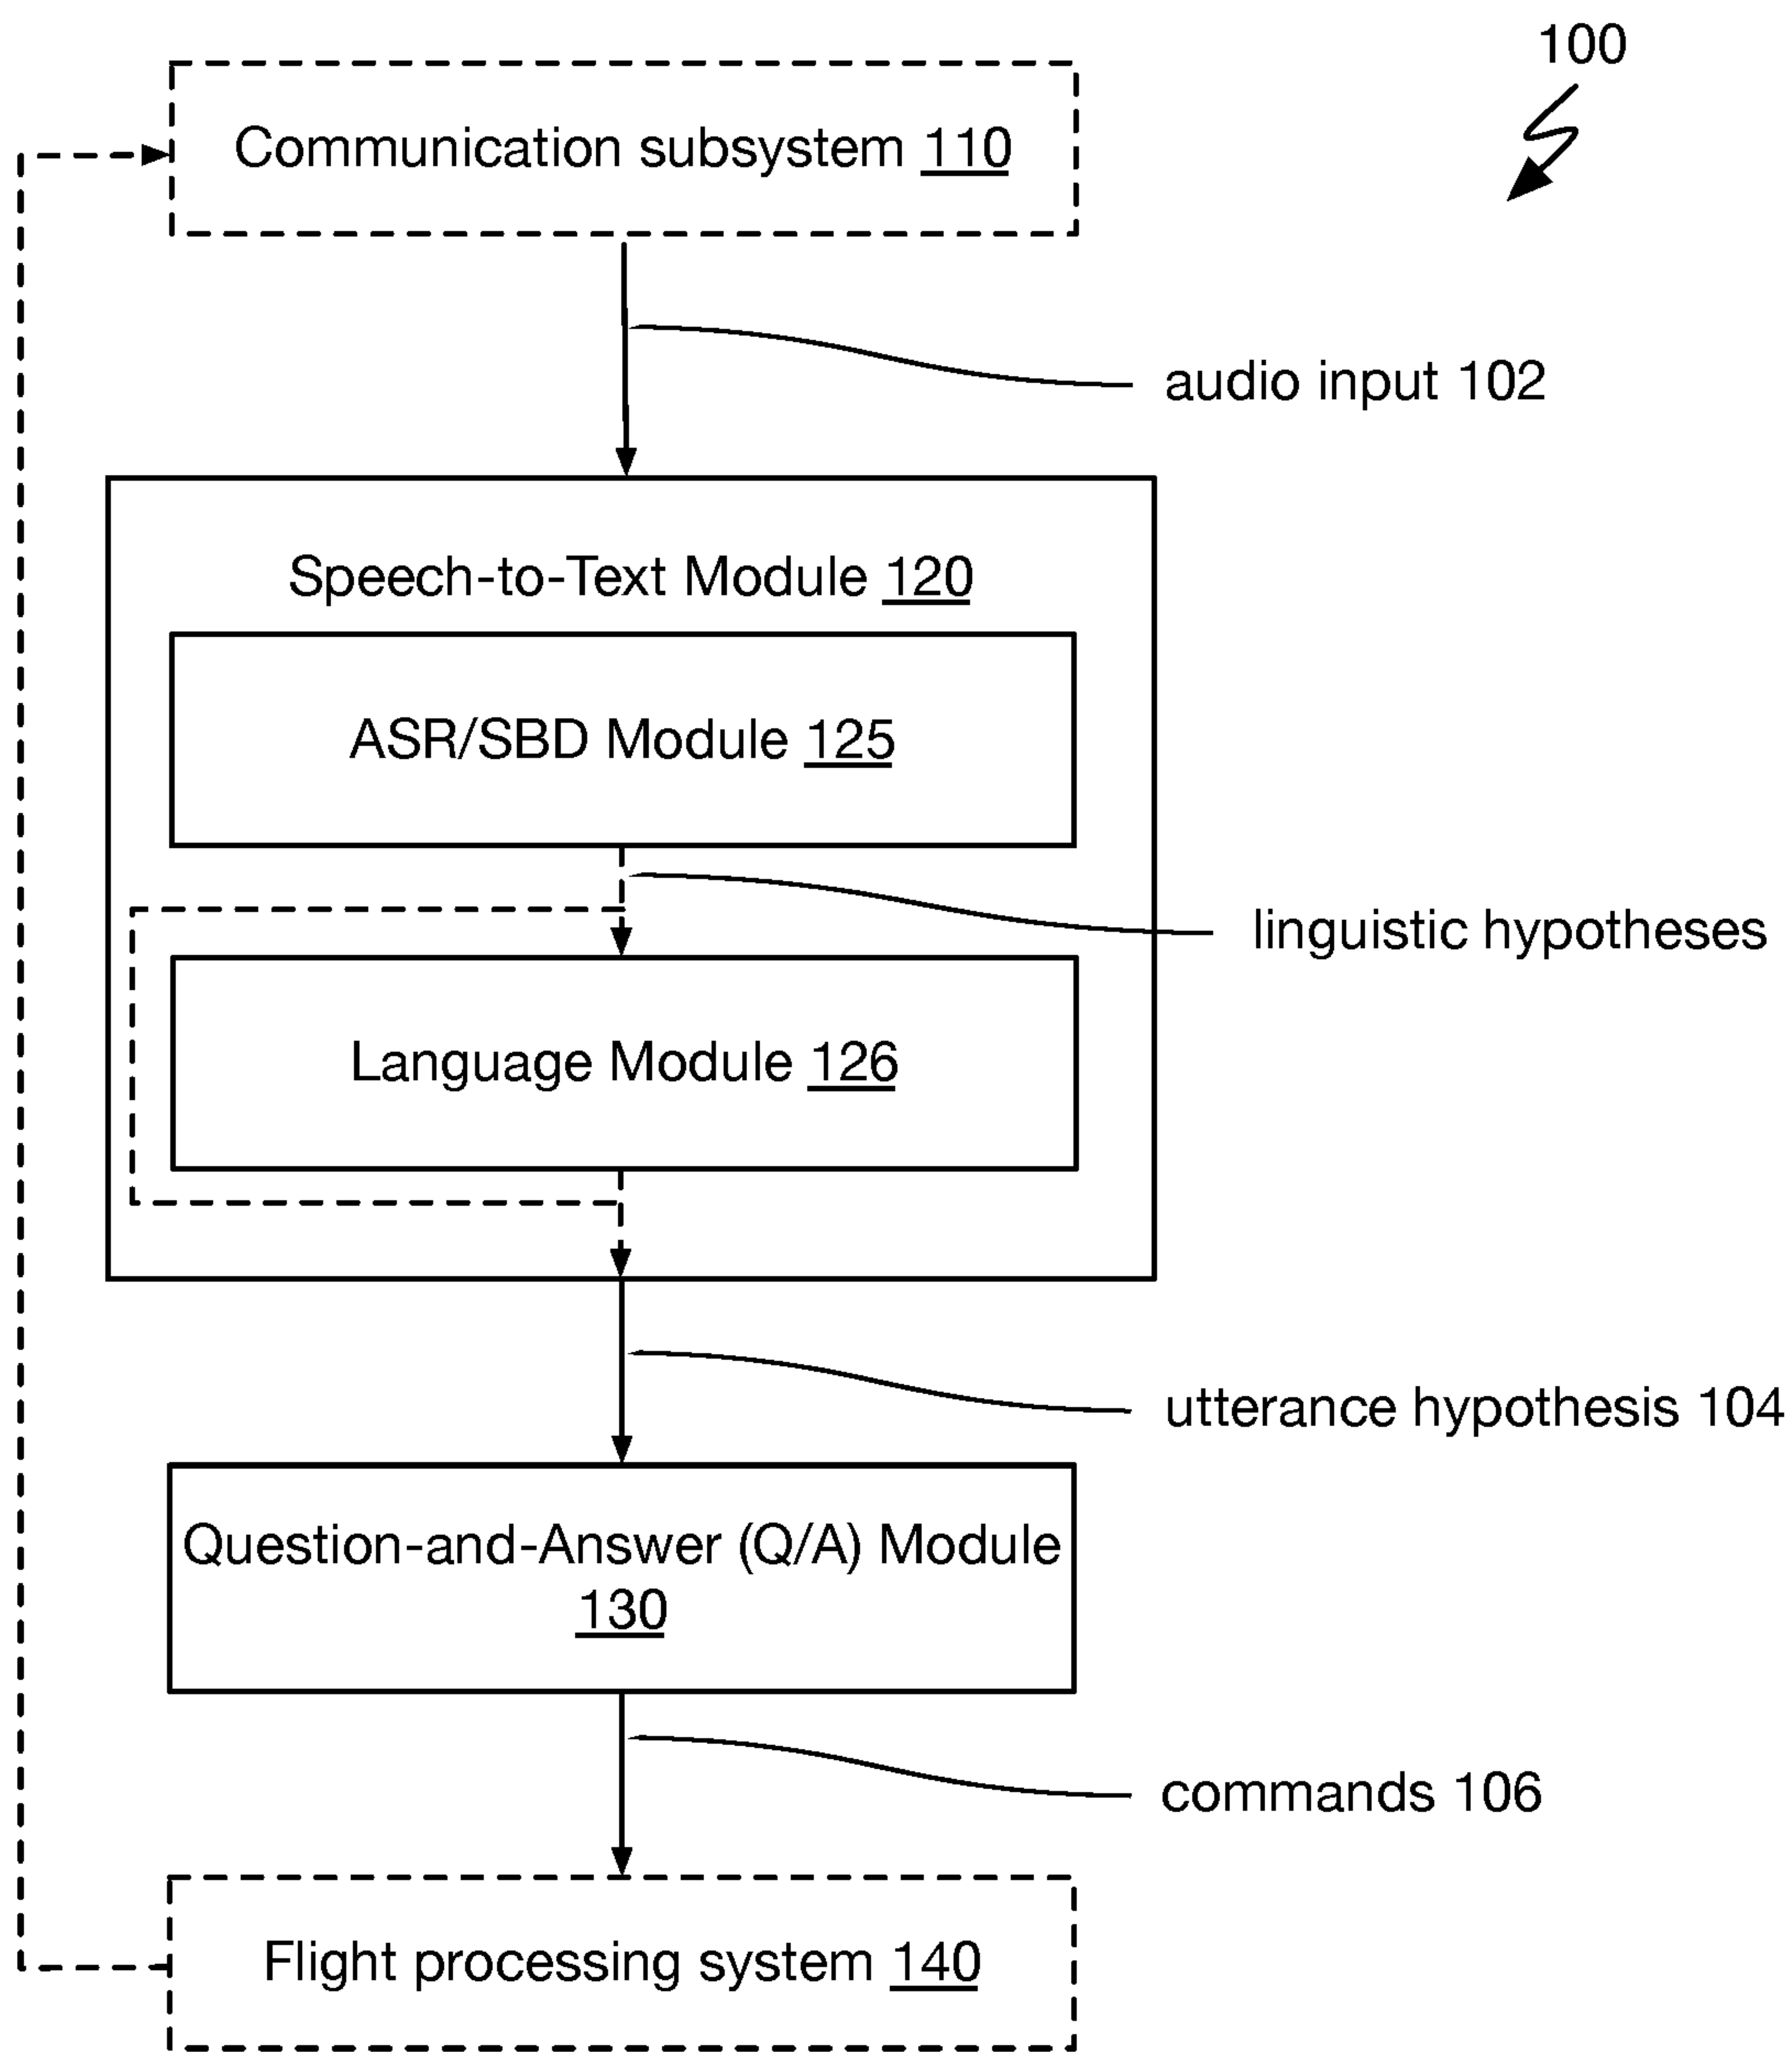 100
Communication subsystem 110
audio input 102
Speech-to-Text Module 120
ASR/SBD Module 125
linguistic hypotheses
Language Module 126
utterance hypothesis 104
Question-and-Answer (Q/A) Module
130
commands 106
Flight processing system 140